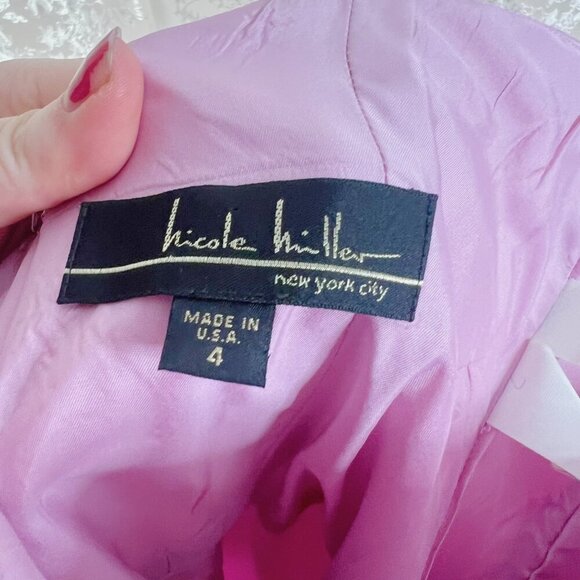 nicole miller
new york city
MADE IN
U.S.A.
4